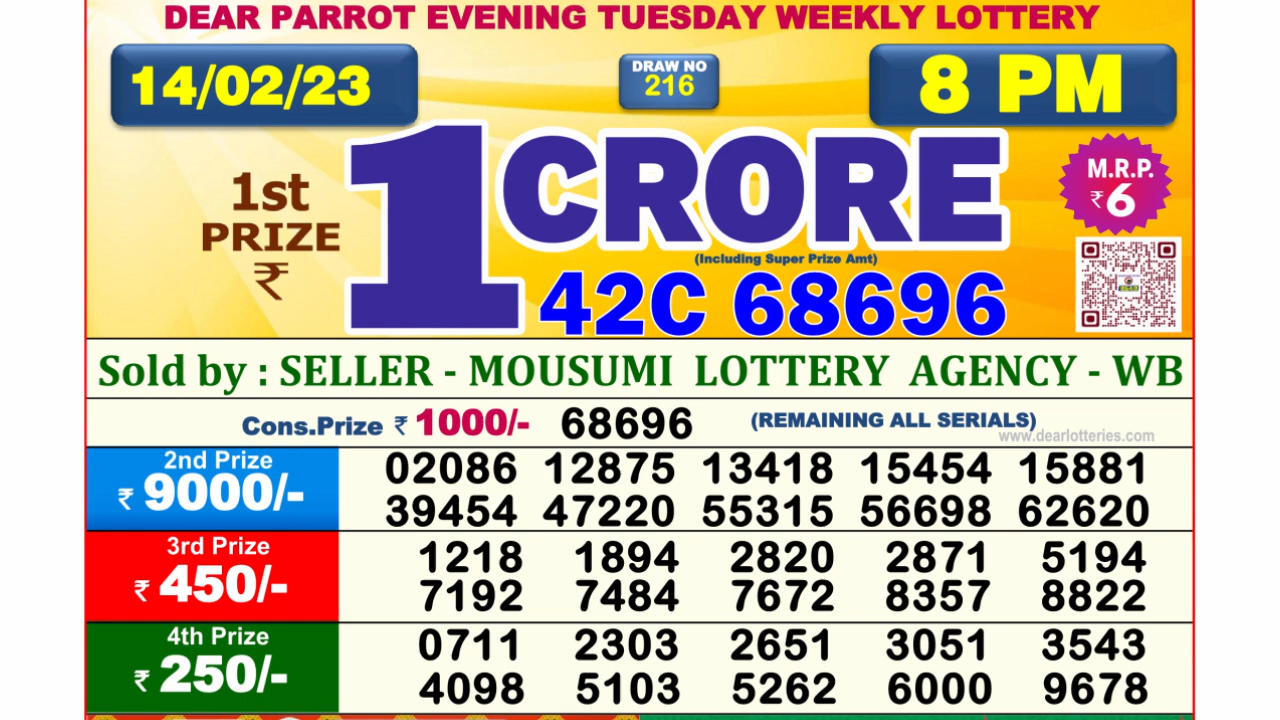 DEAR PARROT EVENING TUESDAY WEEKLY LOTTERY
14/02/23
DRAW NO
216
8 PM
1st
PRIZE
₹
1 CRORE
M.R.P.
₹ 6
(Including Super Prize Amt)
42C 68696
Sold by : SELLER - MOUSUMI LOTTERY AGENCY - WB
Cons.Prize ₹ 1000/- 68696 (REMAINING ALL SERIALS)
www.dearlotteries.com
2nd Prize
₹ 9000/-
02086 12875 13418 15454 15881
39454 47220 55315 56698 62620
3rd Prize
₹ 450/-
1218 1894 2820 2871 5194
7192 7484 7672 8357 8822
4th Prize
₹ 250/-
0711 2303 2651 3051 3543
4098 5103 5262 6000 9678